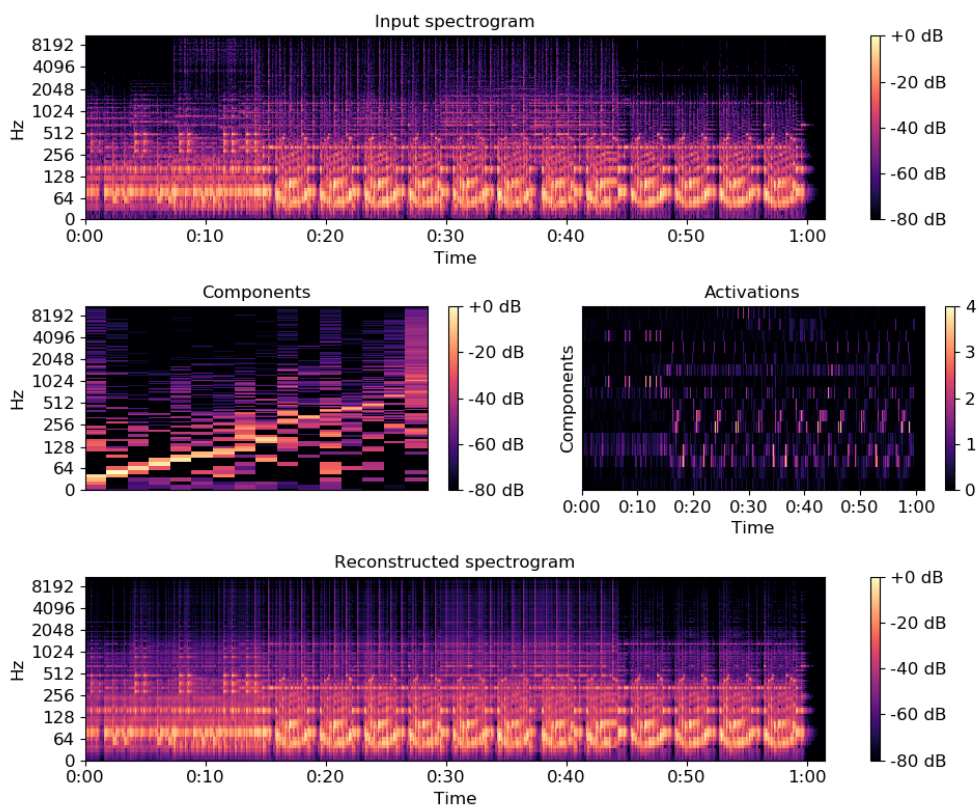 Input spectrogram
Hz
8192
4096
2048
1024
512
256
128
64
0
0:00 0:10 0:20 0:30 0:40 0:50 1:00
Time
+0 dB
-20 dB
-40 dB
-60 dB
-80 dB
Components
Hz
8192
4096
2048
1024
512
256
128
64
0
+0 dB
-20 dB
-40 dB
-60 dB
-80 dB
Activations
Components
0:00 0:10 0:20 0:30 0:40 0:50 1:00
Time
4
3
2
1
0
Reconstructed spectrogram
Hz
8192
4096
2048
1024
512
256
128
64
0
0:00 0:10 0:20 0:30 0:40 0:50 1:00
Time
+0 dB
-20 dB
-40 dB
-60 dB
-80 dB